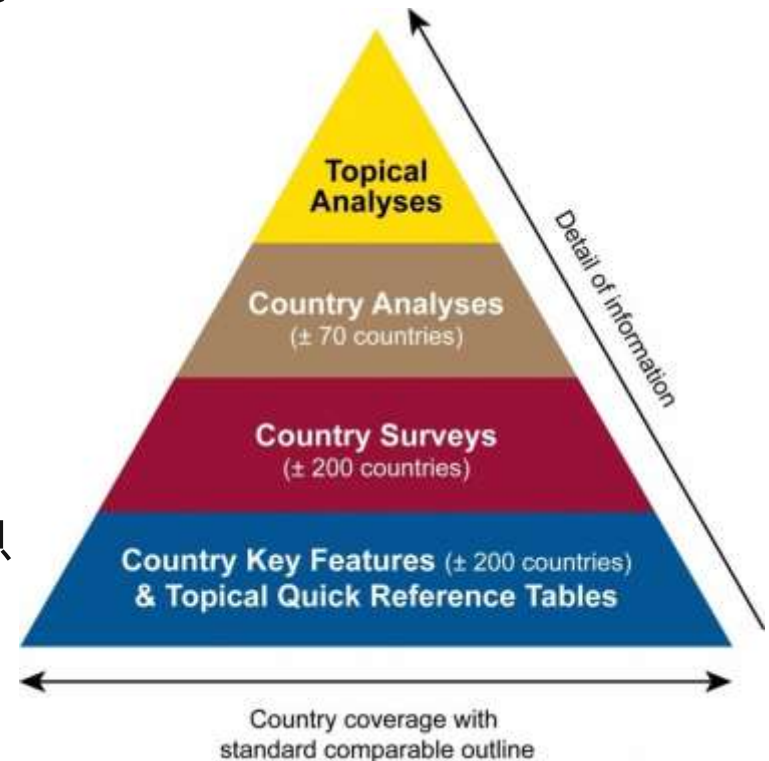 Topical
Analyses
Country Analyses
(± 70 countries)
Country Surveys
(± 200 countries)
Country Key Features (± 200 countries)
& Topical Quick Reference Tables
Detail of information
Country coverage with
standard comparable outline